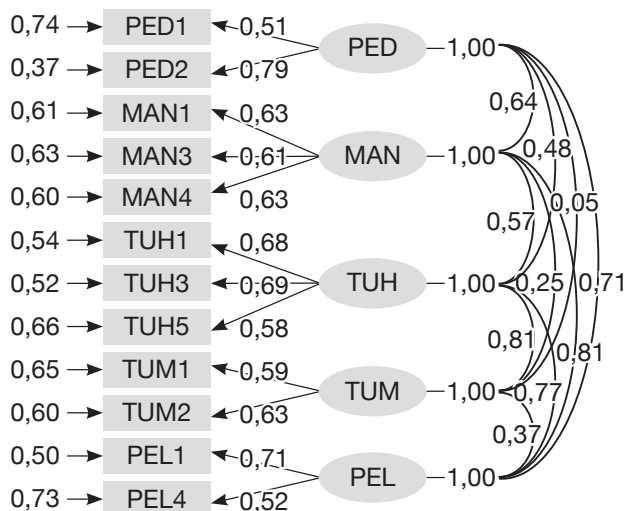 0,74 PED1 0,51
PED 1,00
0,37 PED2 0,79
0,64
0,61 MAN1 0,63
0,48
0,63 MAN3 0,61 MAN 1,00
0,60 MAN4 0,63
0,05
0,57
0,54 TUH1 0,68
0,52 TUH3 0,69 TUH 1,00 0,25 0,71
0,66 TUH5 0,58
0,81
0,81
0,65 TUM1 0,59
TUM 1,00 0,77
0,60 TUM2 0,63
0,37
0,50 PEL1 0,71
PEL 1,00
0,73 PEL4 0,52